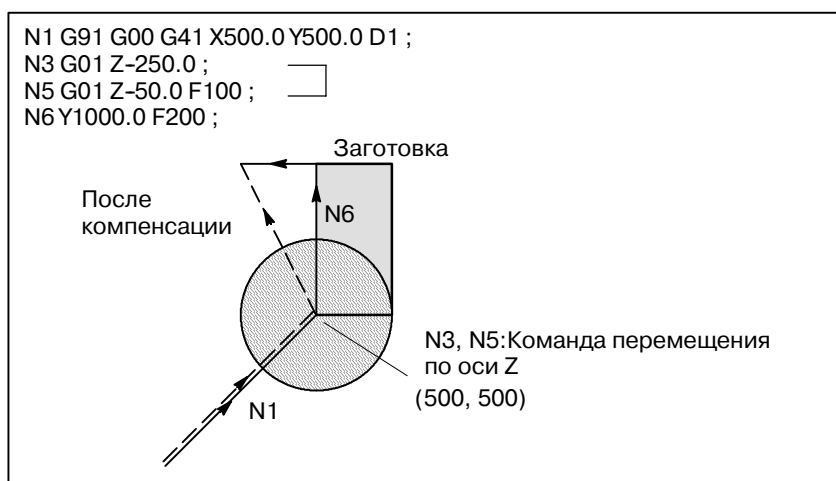 N1 G91 G00 G41 X500.0 Y500.0 D1 ;
N3 G01 Z-250.0 ;
N5 G01 Z-50.0 F100 ;
N6 Y1000.0 F200 ;
Заготовка
После
компенсации
N6
N3, N5:Команда перемещения
по оси Z
(500, 500)
N1